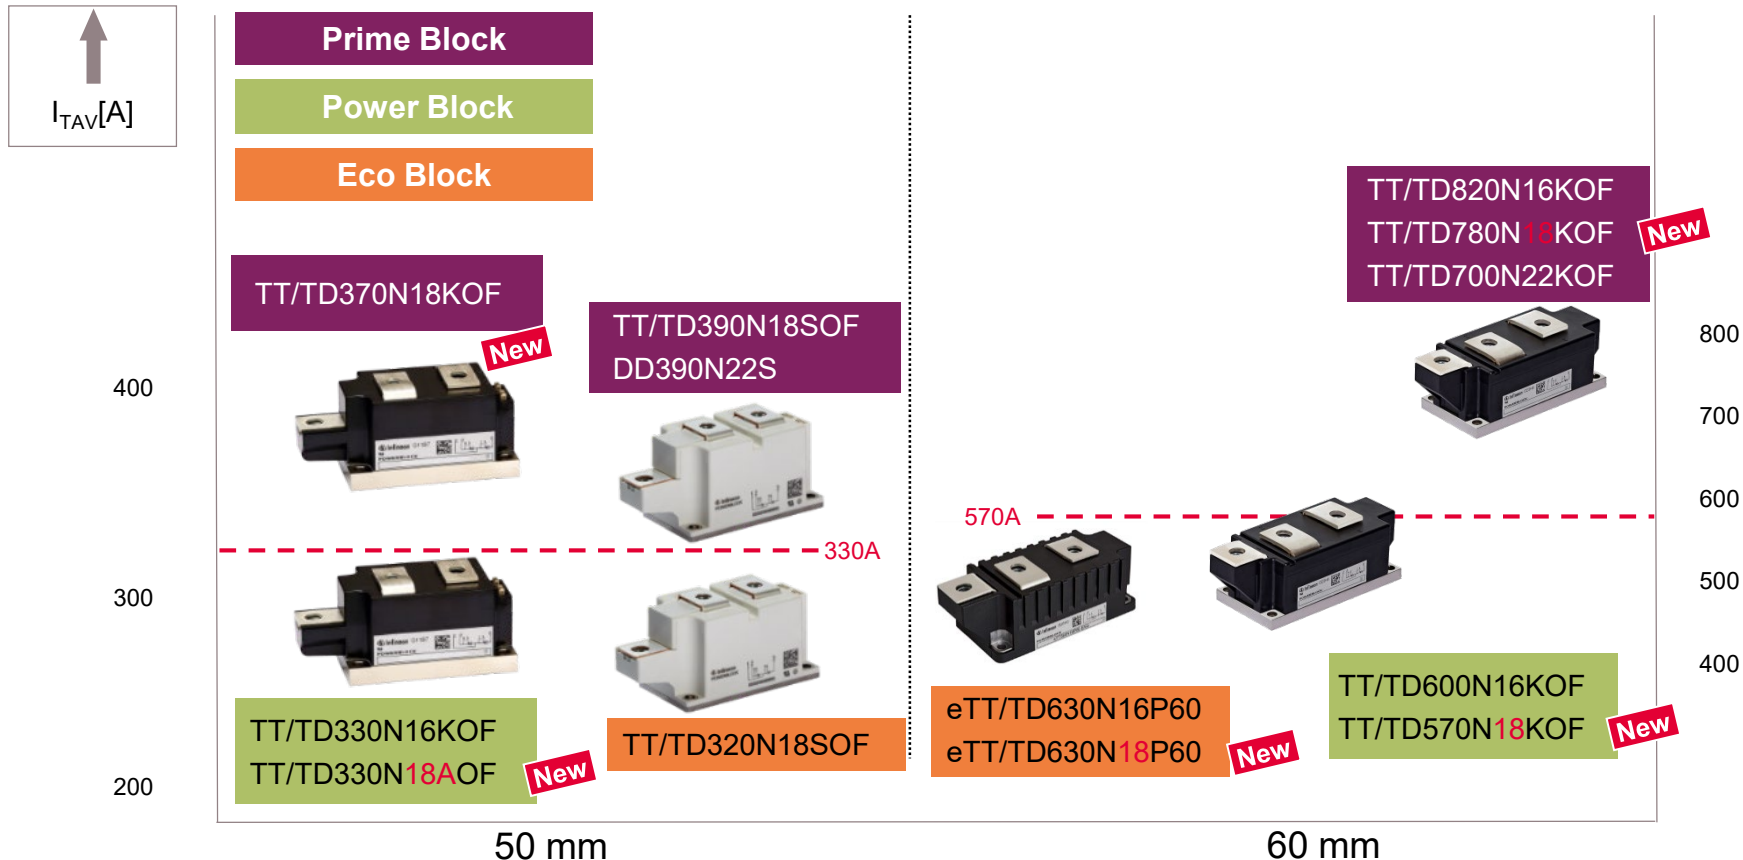 I_TAV[A]
Prime Block
Power Block
Eco Block
TT/TD370N18KOF
New
TT/TD390N18SOF
DD390N22S
TT/TD820N16KOF
TT/TD780N18KOF
New
TT/TD700N22KOF
400
300
200
800
700
600
500
400
330A
570A
TT/TD330N16KOF
TT/TD330N18AOF
New
TT/TD320N18SOF
eTT/TD630N16P60
eTT/TD630N18P60
New
TT/TD600N16KOF
TT/TD570N18KOF
New
50 mm
60 mm